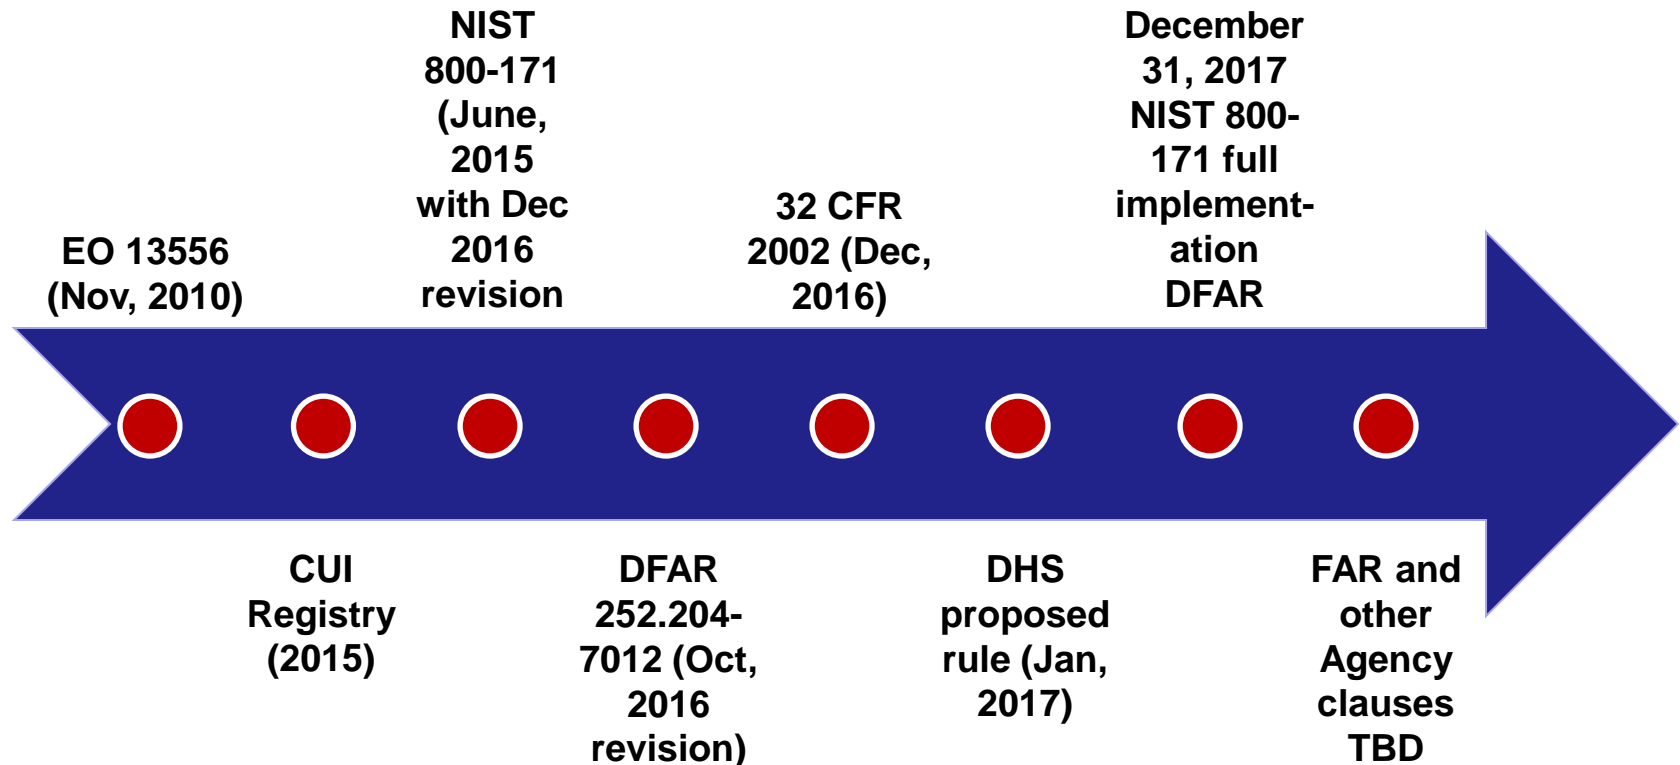 EO 13556
(Nov, 2010)
CUI
Registry
(2015)
NIST
800-171
(June,
2015
with Dec
2016
revision
DFAR
252.204-
7012 (Oct,
2016
revision)
32 CFR
2002 (Dec,
2016)
DHS
proposed
rule (Jan,
2017)
December
31, 2017
NIST 800-
171 full
implement-
ation
DFAR
FAR and
other
Agency
clauses
TBD